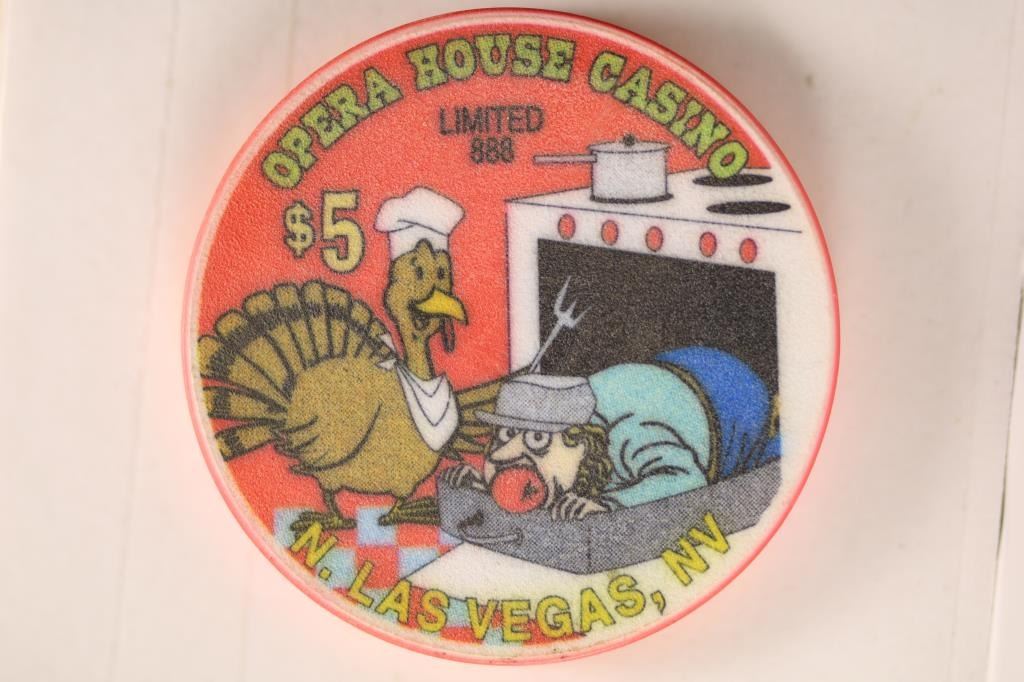 OPERA HOUSE CASINO
LIMITED
888
$5
N. LAS VEGAS, NV